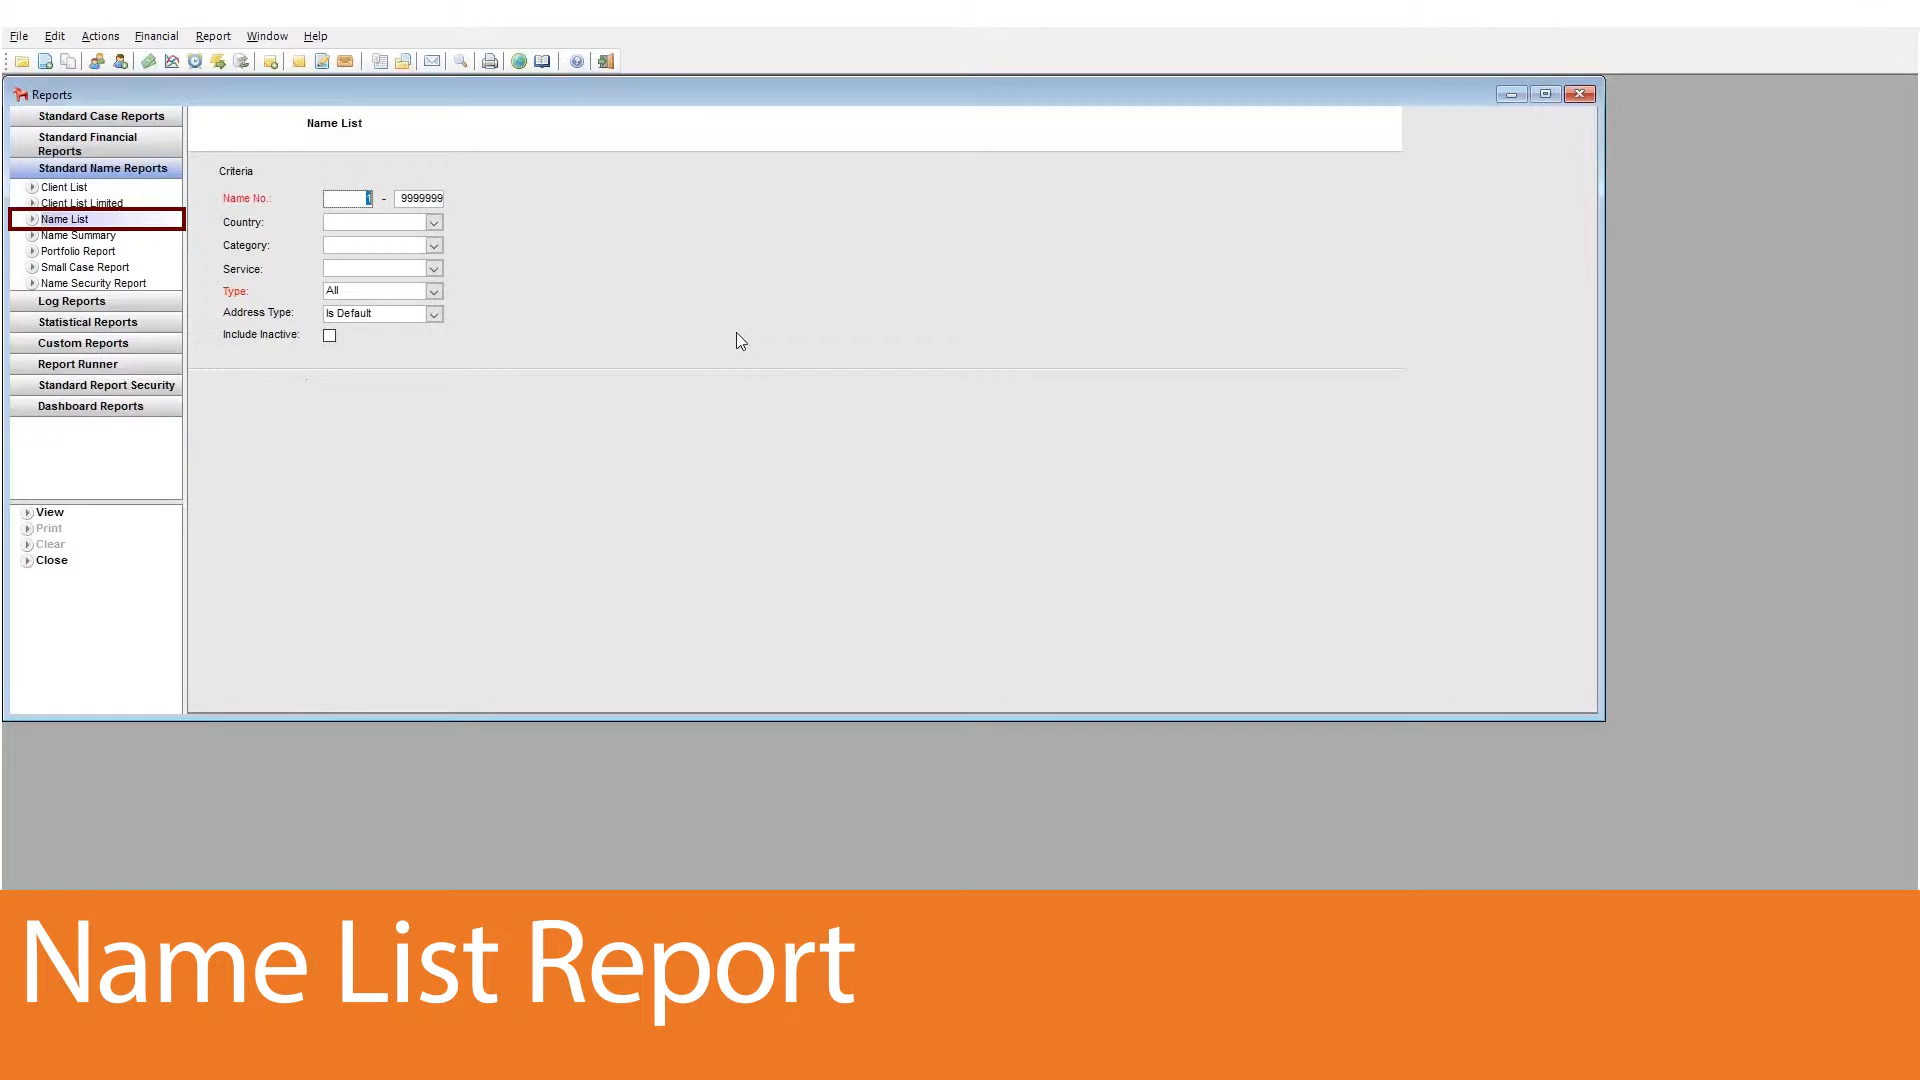 File Edit Actions Financial Report Window Help
Reports
Standard Case Reports
Standard Financial
Reports
Standard Name Reports
Client List
Client List Limited
Name List
Name Summary
Portfolio Report
Small Case Report
Name Security Report
Log Reports
Statistical Reports
Custom Reports
Report Runner
Standard Report Security
Dashboard Reports
View
Print
Clear
Close
Name List
Criteria
Name No.: 1 - 9999999
Country:
Category:
Service:
Type: All
Address Type: Is Default
Include Inactive:
Name List Report